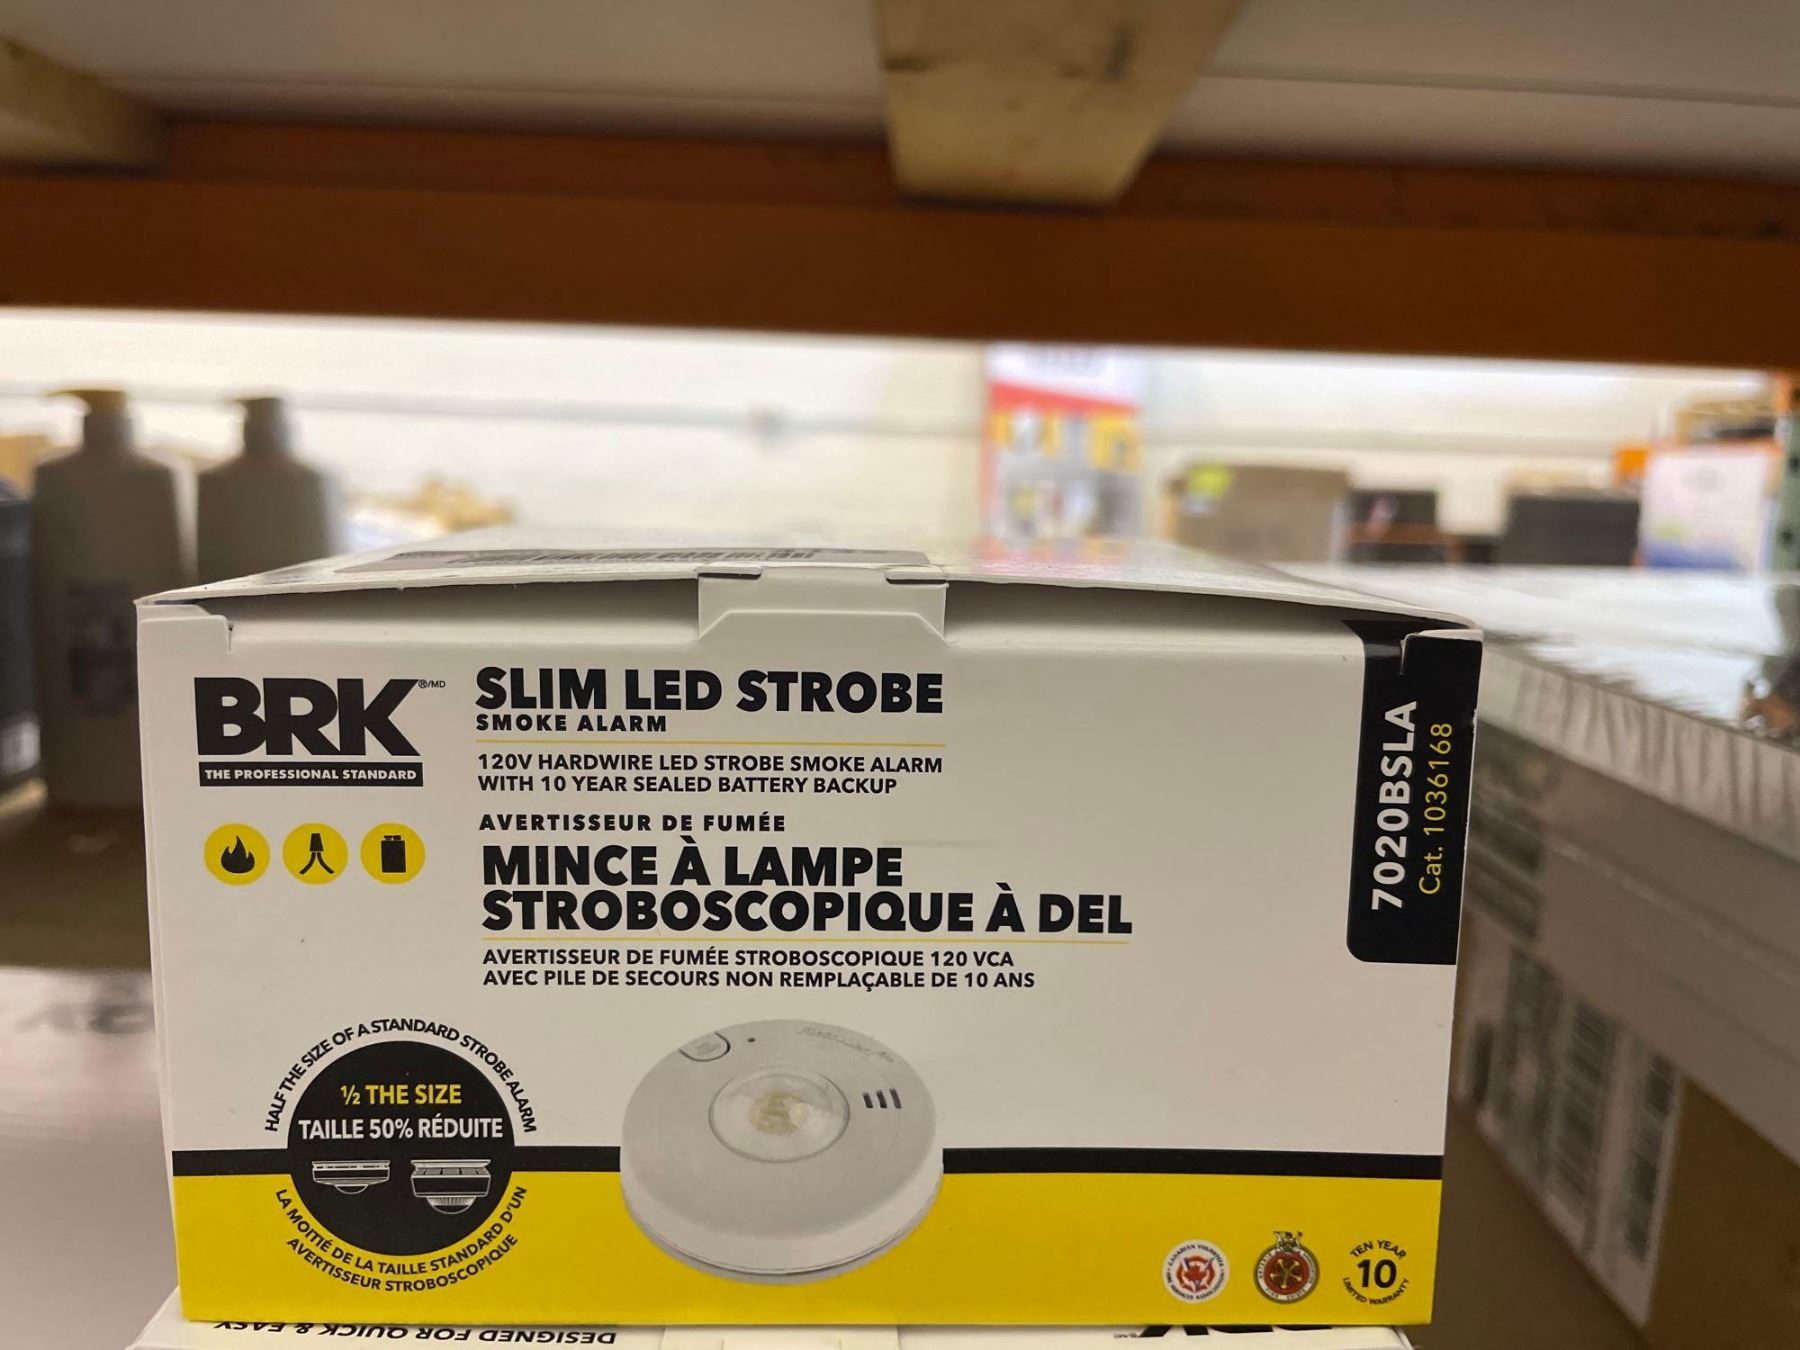 BRK ®/MD
THE PROFESSIONAL STANDARD
SLIM LED STROBE
SMOKE ALARM
120V HARDWIRE LED STROBE SMOKE ALARM
WITH 10 YEAR SEALED BATTERY BACKUP
AVERTISSEUR DE FUMÉE
MINCE À LAMPE
STROBOSCOPIQUE À DEL
AVERTISSEUR DE FUMÉE STROBOSCOPIQUE 120 VCA
AVEC PILE DE SECOURS NON REMPLAÇABLE DE 10 ANS
7020BSLA
Cat. 1036168
HALF THE SIZE OF A STANDARD STROBE ALARM
½ THE SIZE
TAILLE 50% RÉDUITE
LA MOITIÉ DE LA TAILLE STANDARD D'UN
AVERTISSEUR STROBOSCOPIQUE
TEN YEAR
10
LIMITED WARRANTY
DESIGNED FOR QUICK & EASY